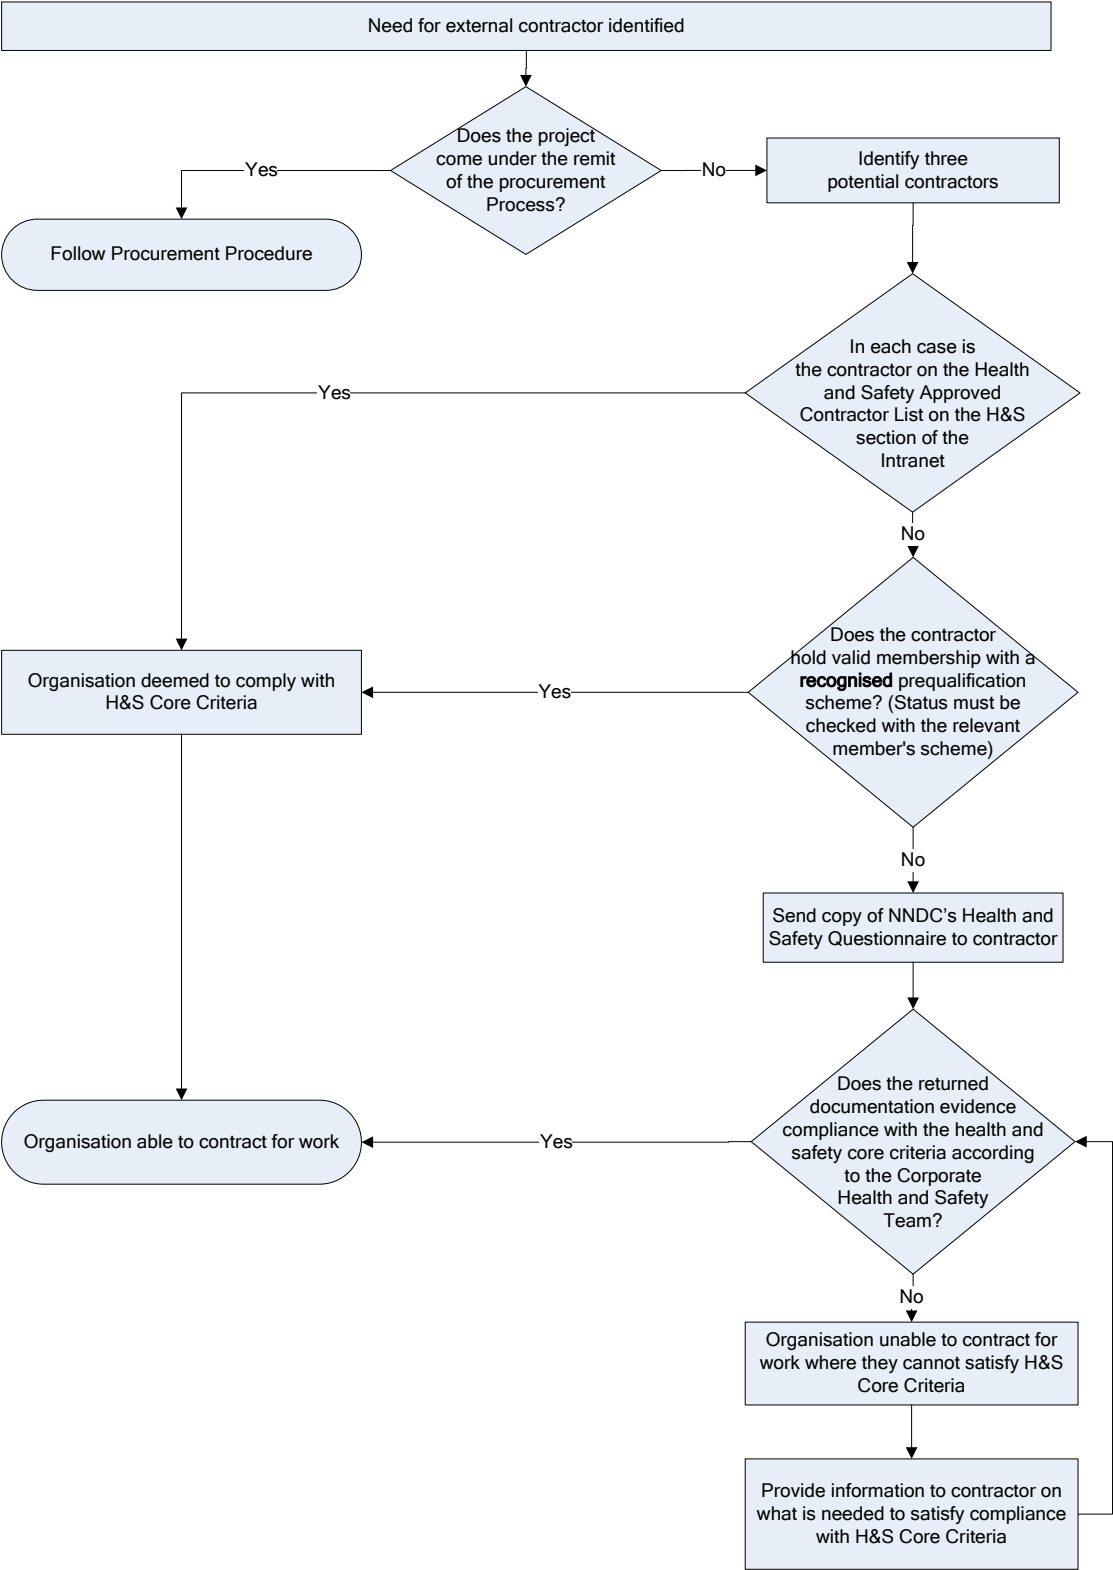 Need for external contractor identified
Does the project
come under the remit
of the procurement
Process?
Yes
No
Identify three
potential contractors
Follow Procurement Procedure
In each case is
the contractor on the Health
and Safety Approved
Contractor List on the H&S
section of the
Intranet
Yes
No
Does the contractor
hold valid membership with a
recognised prequalification
scheme? (Status must be
checked with the relevant
member's scheme)
Organisation deemed to comply with
H&S Core Criteria
Yes
No
Send copy of NNDC’s Health and
Safety Questionnaire to contractor
Does the returned
documentation evidence
compliance with the health and
safety core criteria according
to the Corporate
Health and Safety
Team?
Organisation able to contract for work
Yes
No
Organisation unable to contract for
work where they cannot satisfy H&S
Core Criteria
Provide information to contractor on
what is needed to satisfy compliance
with H&S Core Criteria